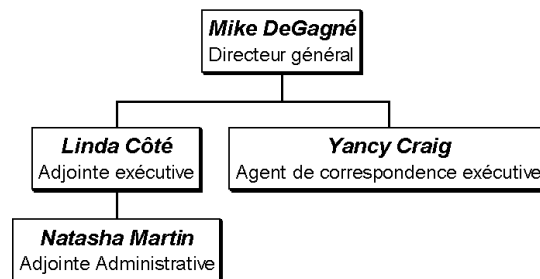 Mike DeGagné
Directeur général
Linda Côté
Adjointe exécutive
Yancy Craig
Agent de correspondence exécutive
Natasha Martin
Adjointe Administrative